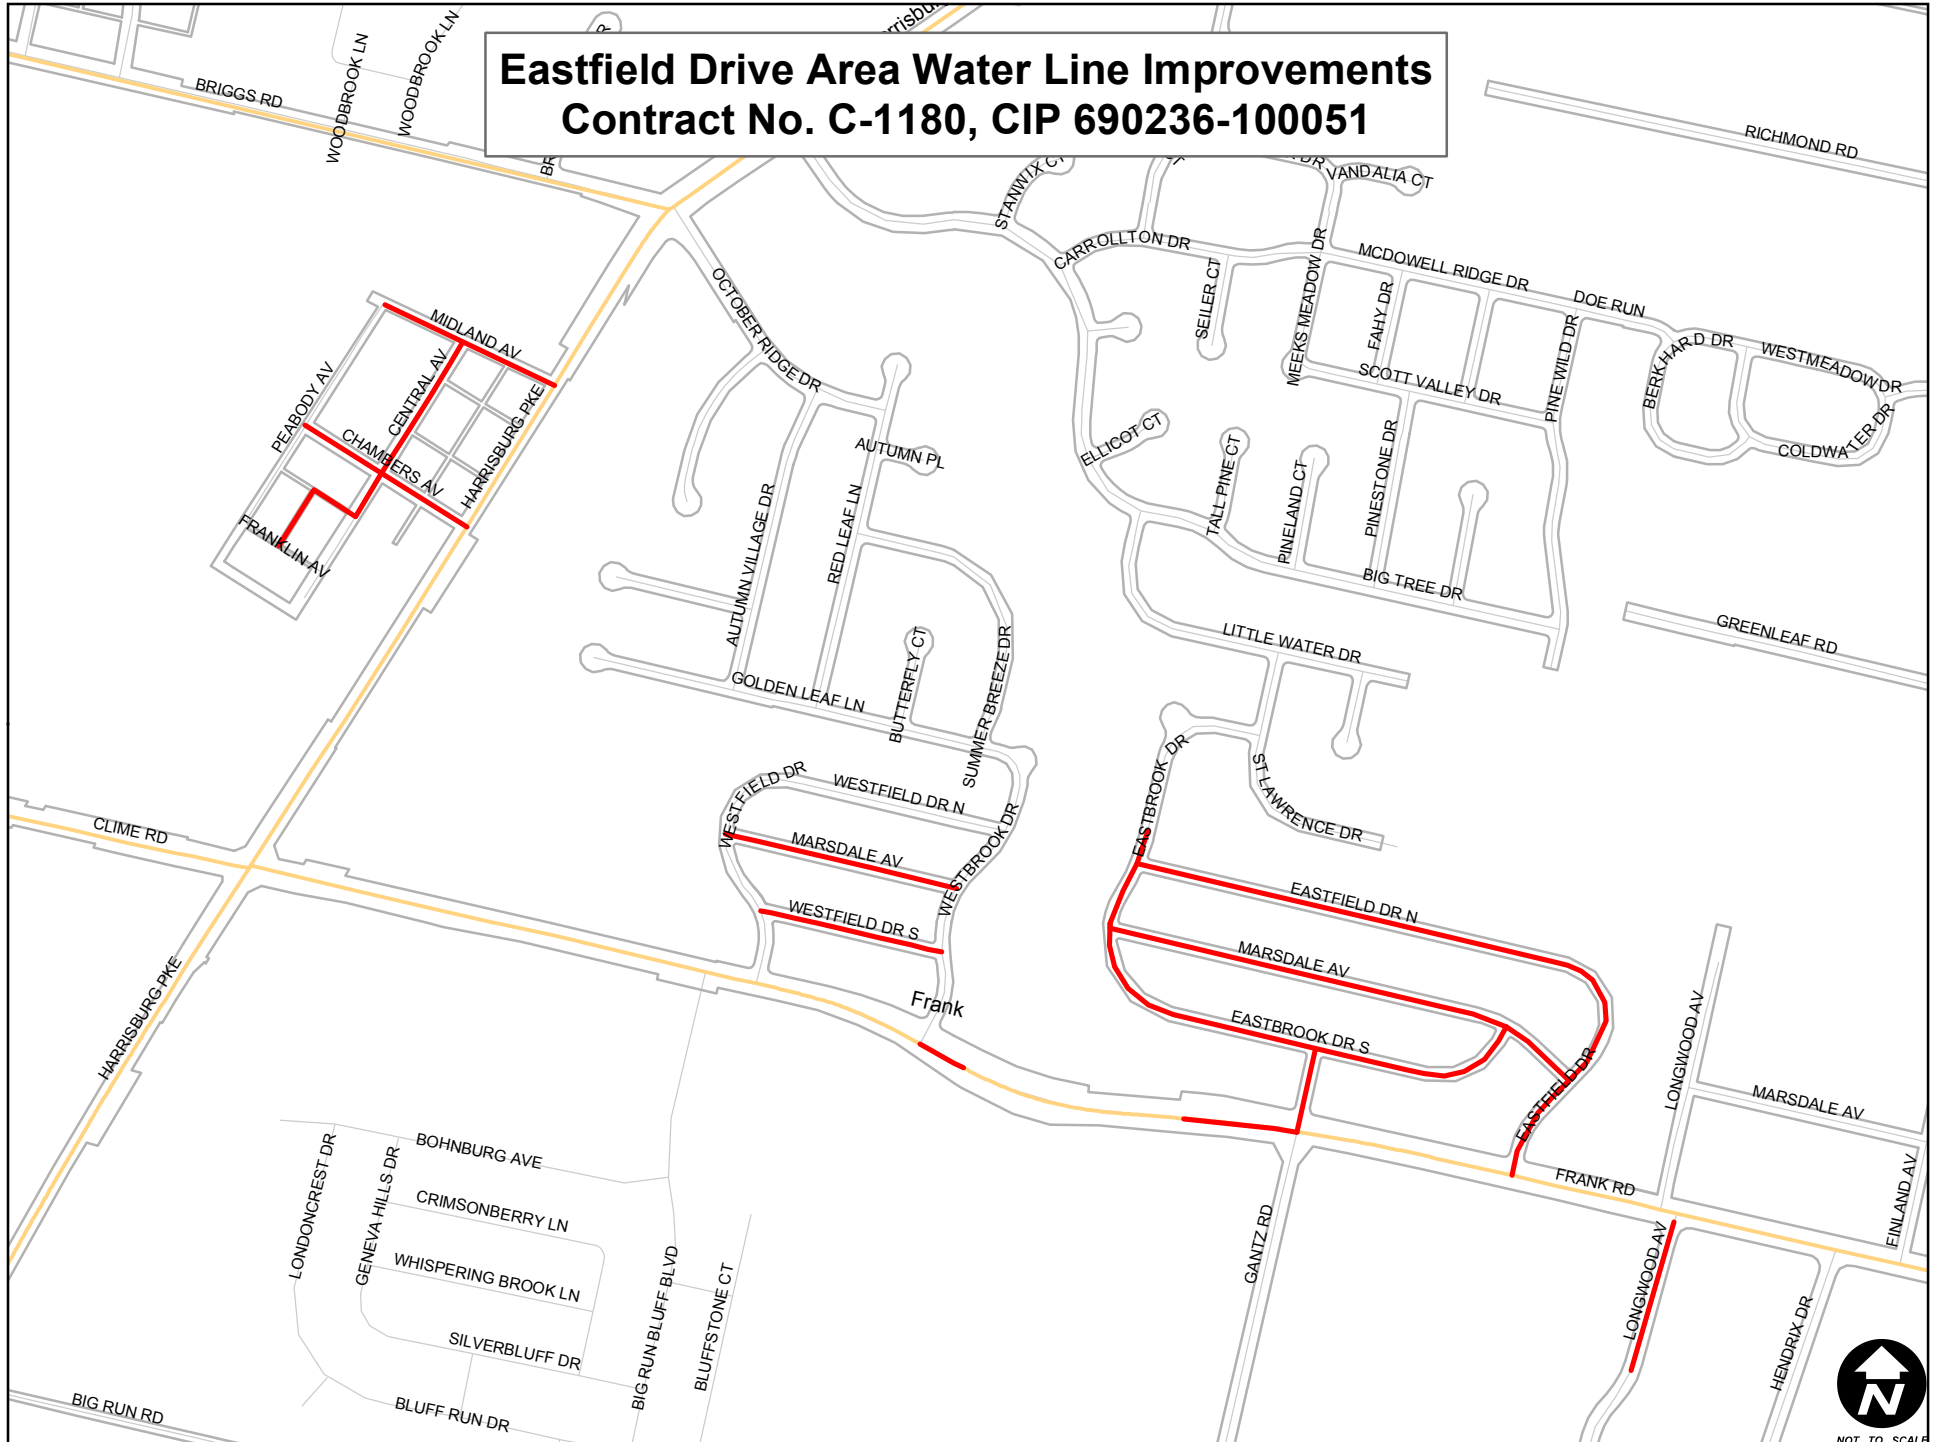 Eastfield Drive Area Water Line Improvements
Contract No. C-1180, CIP 690236-100051
BRIGGS RD
WOODBROOK LN
WOODBROOK LN
RICHMOND RD
STANWIX CT
VANDALIA CT
CARROLLTON DR
MCDOWELL RIDGE DR
DOE RUN
SEILER CT
MEEKS MEADOW DR
FAHY DR
PINE WILD DR
BERKHARD DR
WESTMEADOW DR
COLDWATER DR
SCOTT VALLEY DR
OCTOBER RIDGE DR
MIDLAND AV
CENTRAL AV
PEABODY AV
CHAMBERS AV
HARRISBURG PKE
FRANKLIN AV
AUTUMN PL
AUTUMN VILLAGE DR
RED LEAF LN
ELLICOT CT
TALL PINE CT
PINELAND CT
PINESTONE DR
BIG TREE DR
LITTLE WATER DR
GREENLEAF RD
BUTTERFLY CT
SUMMER BREEZE DR
GOLDEN LEAF LN
WESTFIELD DR
WESTFIELD DR N
MARSDALE AV
WESTBROOK DR
WESTFIELD DR S
EASTBROOK DR
ST LAWRENCE DR
CLIME RD
EASTFIELD DR N
MARSDALE AV
EASTBROOK DR S
EASTFIELD DR
LONGWOOD AV
MARSDALE AV
Frank
HARRISBURG PKE
FRANK RD
FINLAND AV
BOHNBURG AVE
LONDONCREST DR
GENEVA HILLS DR
CRIMSONBERRY LN
WHISPERING BROOK LN
SILVERBLUFF DR
BIG RUN BLUFF BLVD
BLUFFSTONE CT
GANTZ RD
LONGWOOD AV
HENDRIX DR
BIG RUN RD
BLUFF RUN DR
N
NOT TO SCALE